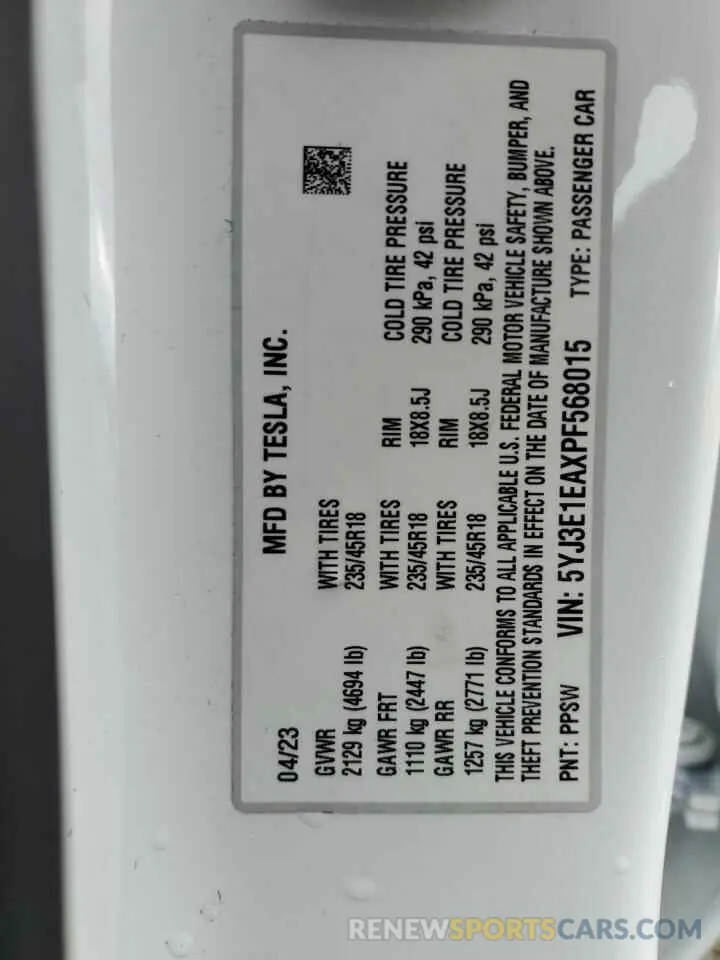 MFD BY TESLA, INC.
04/23
GVWR WITH TIRES
2129 kg (4694 lb) 235/45R18
GAWR FRT WITH TIRES RIM COLD TIRE PRESSURE
1110 kg (2447 lb) 235/45R18 18X8.5J 290 kPa, 42 psi
GAWR RR WITH TIRES RIM COLD TIRE PRESSURE
1257 kg (2771 lb) 235/45R18 18X8.5J 290 kPa, 42 psi
THIS VEHICLE CONFORMS TO ALL APPLICABLE U.S. FEDERAL MOTOR VEHICLE SAFETY, BUMPER, AND
THEFT PREVENTION STANDARDS IN EFFECT ON THE DATE OF MANUFACTURE SHOWN ABOVE.
PNT: PPSW VIN: 5YJ3E1EAXPF568015 TYPE: PASSENGER CAR
RENEWSPORTSCARS.COM